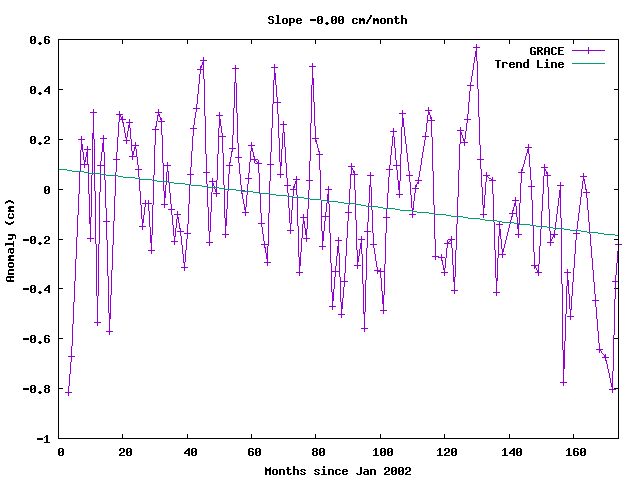 Slope -0.00 cm/month
GRACE
Trend Line
0.6
0.4
0.2
0
-0.2
-0.4
-0.6
-0.8
-1
Anomaly (cm)
0 20 40 60 80 100 120 140 160
Months since Jan 2002